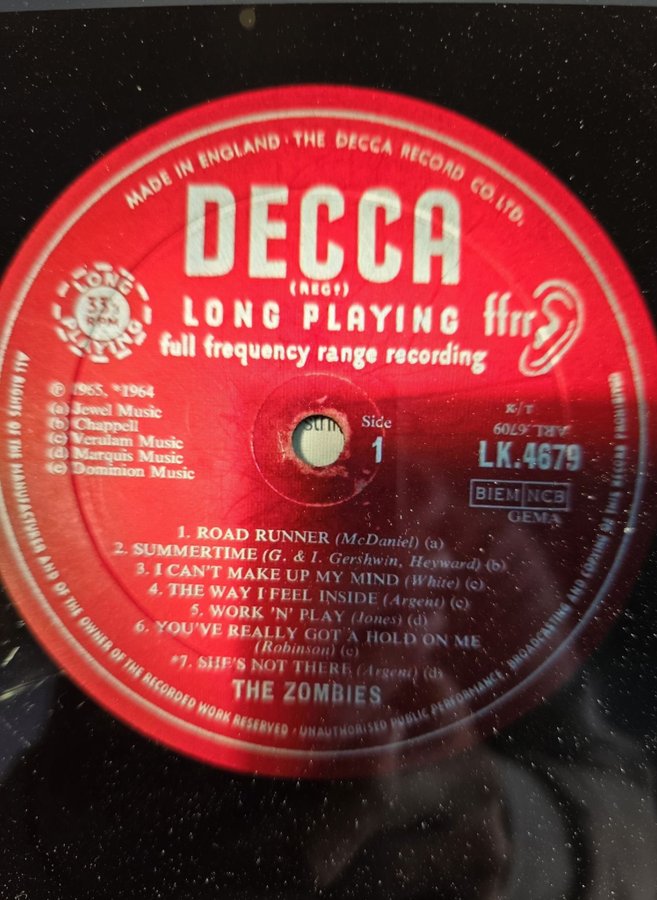 MADE IN ENGLAND · THE DECCA RECORD CO. LTD.
DECCA
(REGD)
LONG PLAYING
ffrr
full frequency range recording
LONG
33⅓
RPM
PLAYING
℗ 1965, *1964
(a) Jewel Music
(b) Chappell
(c) Verulam Music
(d) Marquis Music
(e) Dominion Music
Side
1
T/K
ARL.6709
LK.4679
BIEM NCB
GEMA
1. ROAD RUNNER (McDaniel) (a)
2. SUMMERTIME (G. & I. Gershwin, Heyward) (b)
3. I CAN'T MAKE UP MY MIND (White) (c)
4. THE WAY I FEEL INSIDE (Argent) (c)
5. WORK 'N' PLAY (Jones) (d)
6. YOU'VE REALLY GOT A HOLD ON ME
(Robinson) (c)
*7. SHE'S NOT THERE (Argent) (d)
THE ZOMBIES
ALL RIGHTS OF THE MANUFACTURER AND OF THE OWNER OF THE RECORDED WORK RESERVED · UNAUTHORISED PUBLIC PERFORMANCE, BROADCASTING AND COPYING OF THIS RECORD PROHIBITED